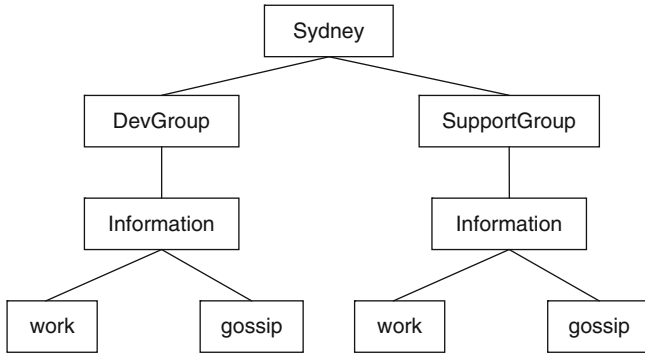 Sydney
DevGroup SupportGroup
Information Information
work gossip work gossip